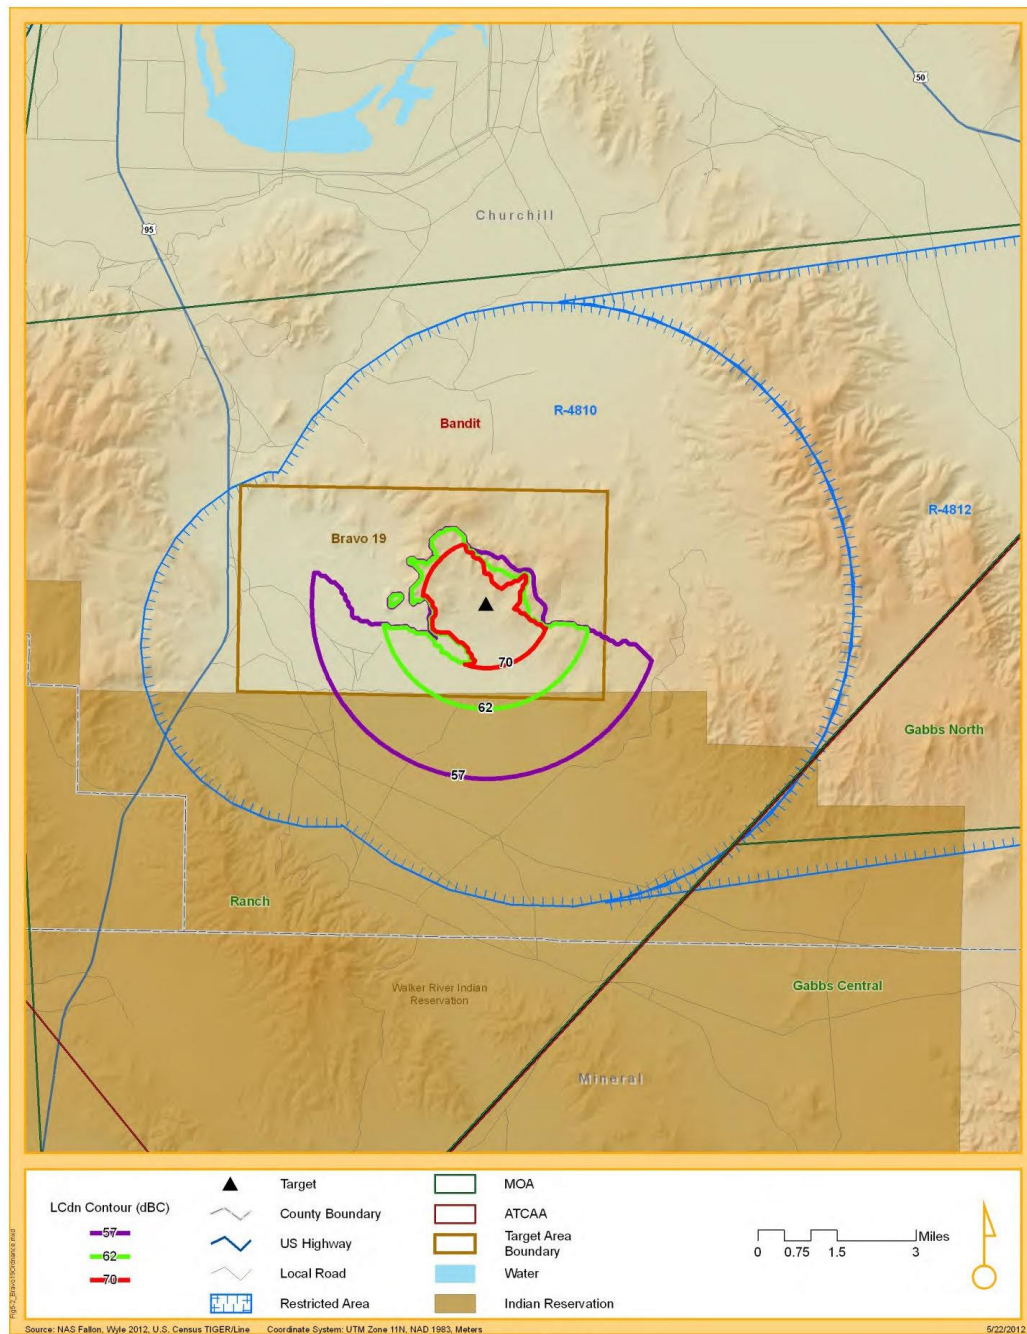 50
Churchill
95
R-4810
Bandit
R-4812
Bravo 19
70
62
57
Gabbs North
Ranch
Walker River Indian
Reservation
Gabbs Central
Mineral
LCdn Contour (dBC)
57
62
70
Target
County Boundary
US Highway
Local Road
Restricted Area
MOA
ATCAA
Target Area
Boundary
Water
Indian Reservation
Miles
0 0.75 1.5 3
Source: NAS Fallon, Wyle 2012, U.S. Census TIGER/Line Coordinate System: UTM Zone 11N, NAD 1983, Meters 5/22/2012